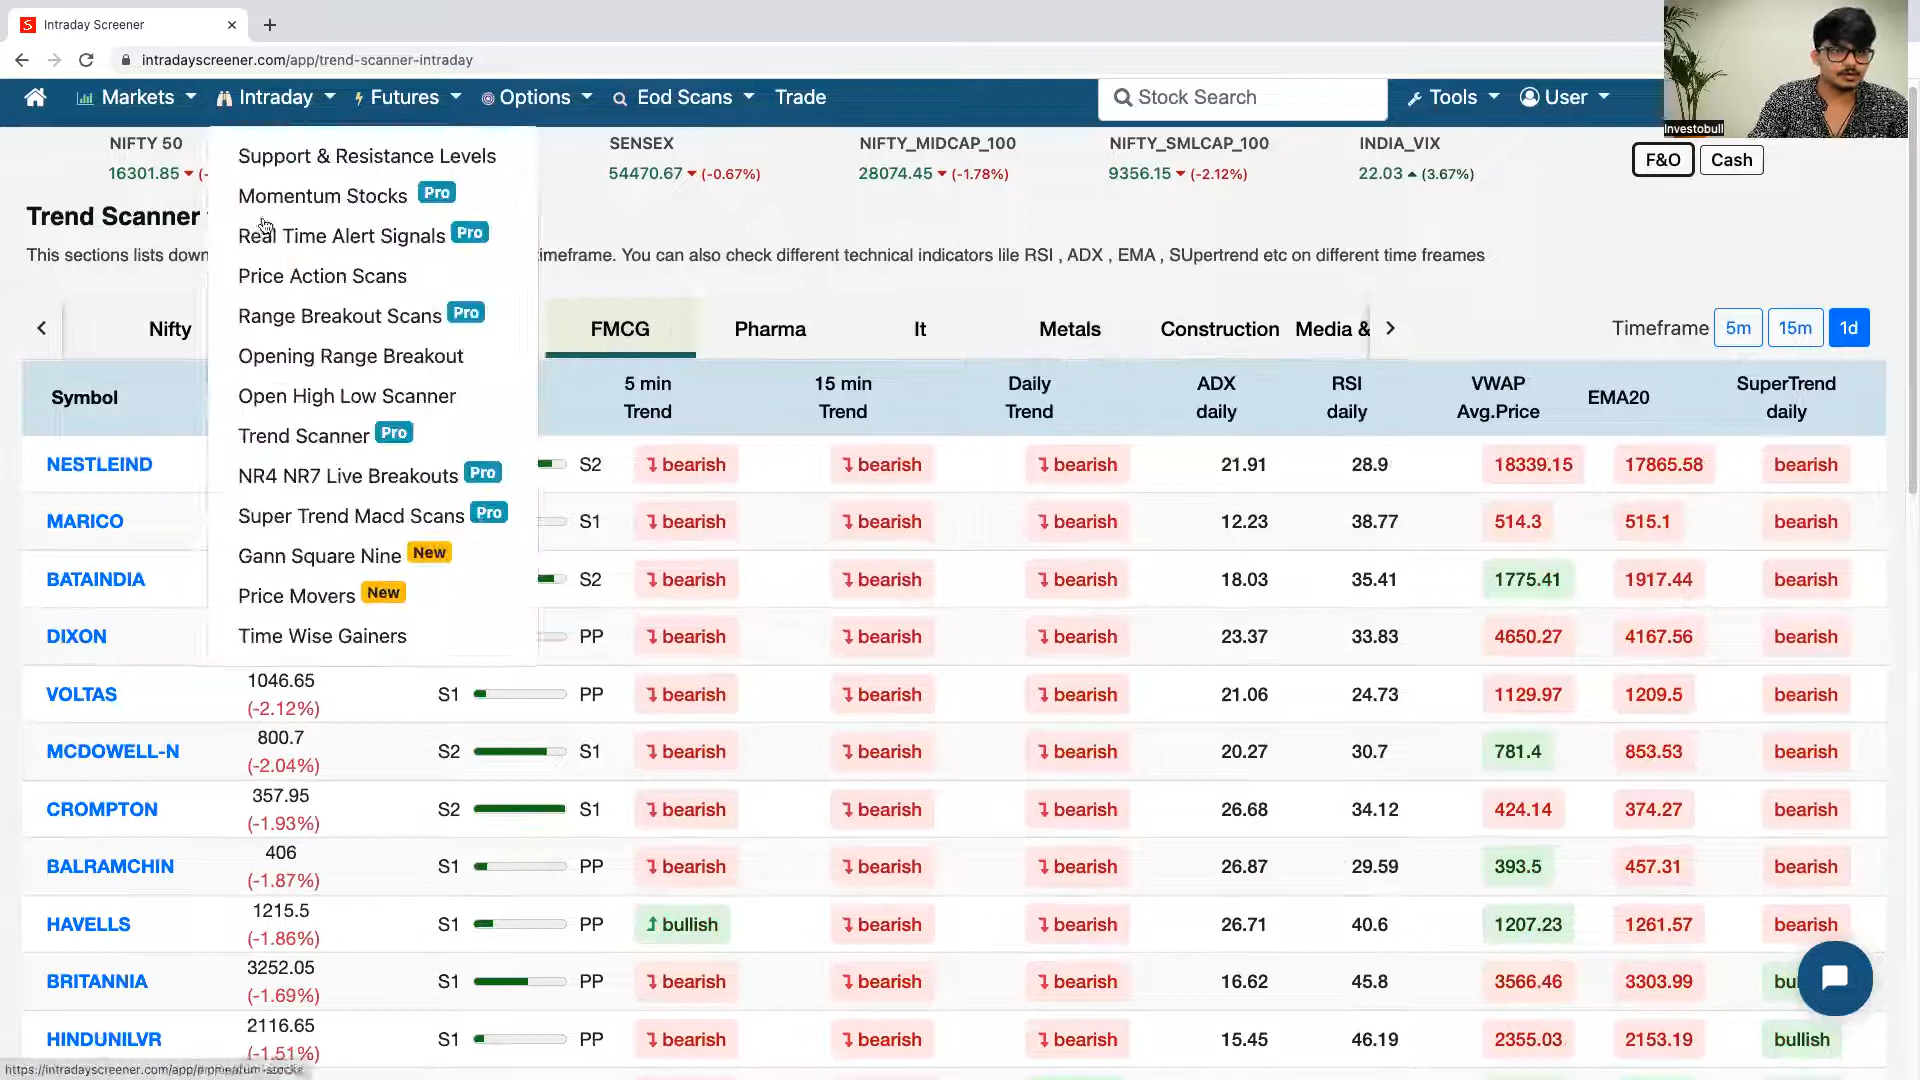 Intraday Screener
intradayscreener.com/app/trend-scanner-intraday
Markets Intraday Futures Options Eod Scans Trade Stock Search Tools User
Investobull
NIFTY 50 SENSEX NIFTY_MIDCAP_100 NIFTY_SMLCAP_100 INDIA_VIX
16301.85 (- 54470.67 (-0.67%) 28074.45 (-1.78%) 9356.15 (-2.12%) 22.03 (3.67%)
F&O Cash
Support & Resistance Levels
Momentum Stocks Pro
Real Time Alert Signals Pro
Price Action Scans
Range Breakout Scans Pro
Opening Range Breakout
Open High Low Scanner
Trend Scanner Pro
NR4 NR7 Live Breakouts Pro
Super Trend Macd Scans Pro
Gann Square Nine New
Price Movers New
Time Wise Gainers
Trend Scanner
This sections lists down imeframe. You can also check different technical indicators lie RSI , ADX , EMA , SUpertrend etc on different time freames
Nifty FMCG Pharma It Metals Construction Media & Timeframe 5m 15m 1d
Symbol 5 min Trend 15 min Trend Daily Trend ADX daily RSI daily VWAP Avg.Price EMA20 SuperTrend daily
NESTLEIND S2 bearish bearish bearish 21.91 28.9 18339.15 17865.58 bearish
MARICO S1 bearish bearish bearish 12.23 38.77 514.3 515.1 bearish
BATAINDIA S2 bearish bearish bearish 18.03 35.41 1775.41 1917.44 bearish
DIXON PP bearish bearish bearish 23.37 33.83 4650.27 4167.56 bearish
VOLTAS 1046.65 (-2.12%) S1 PP bearish bearish bearish 21.06 24.73 1129.97 1209.5 bearish
MCDOWELL-N 800.7 (-2.04%) S2 S1 bearish bearish bearish 20.27 30.7 781.4 853.53 bearish
CROMPTON 357.95 (-1.93%) S2 S1 bearish bearish bearish 26.68 34.12 424.14 374.27 bearish
BALRAMCHIN 406 (-1.87%) S1 PP bearish bearish bearish 26.87 29.59 393.5 457.31 bearish
HAVELLS 1215.5 (-1.86%) S1 PP bullish bearish bearish 26.71 40.6 1207.23 1261.57 bearish
BRITANNIA 3252.05 (-1.69%) S1 PP bearish bearish bearish 16.62 45.8 3566.46 3303.99 bu
HINDUNILVR 2116.65 (-1.51%) S1 PP bearish bearish bearish 15.45 46.19 2355.03 2153.19 bullish